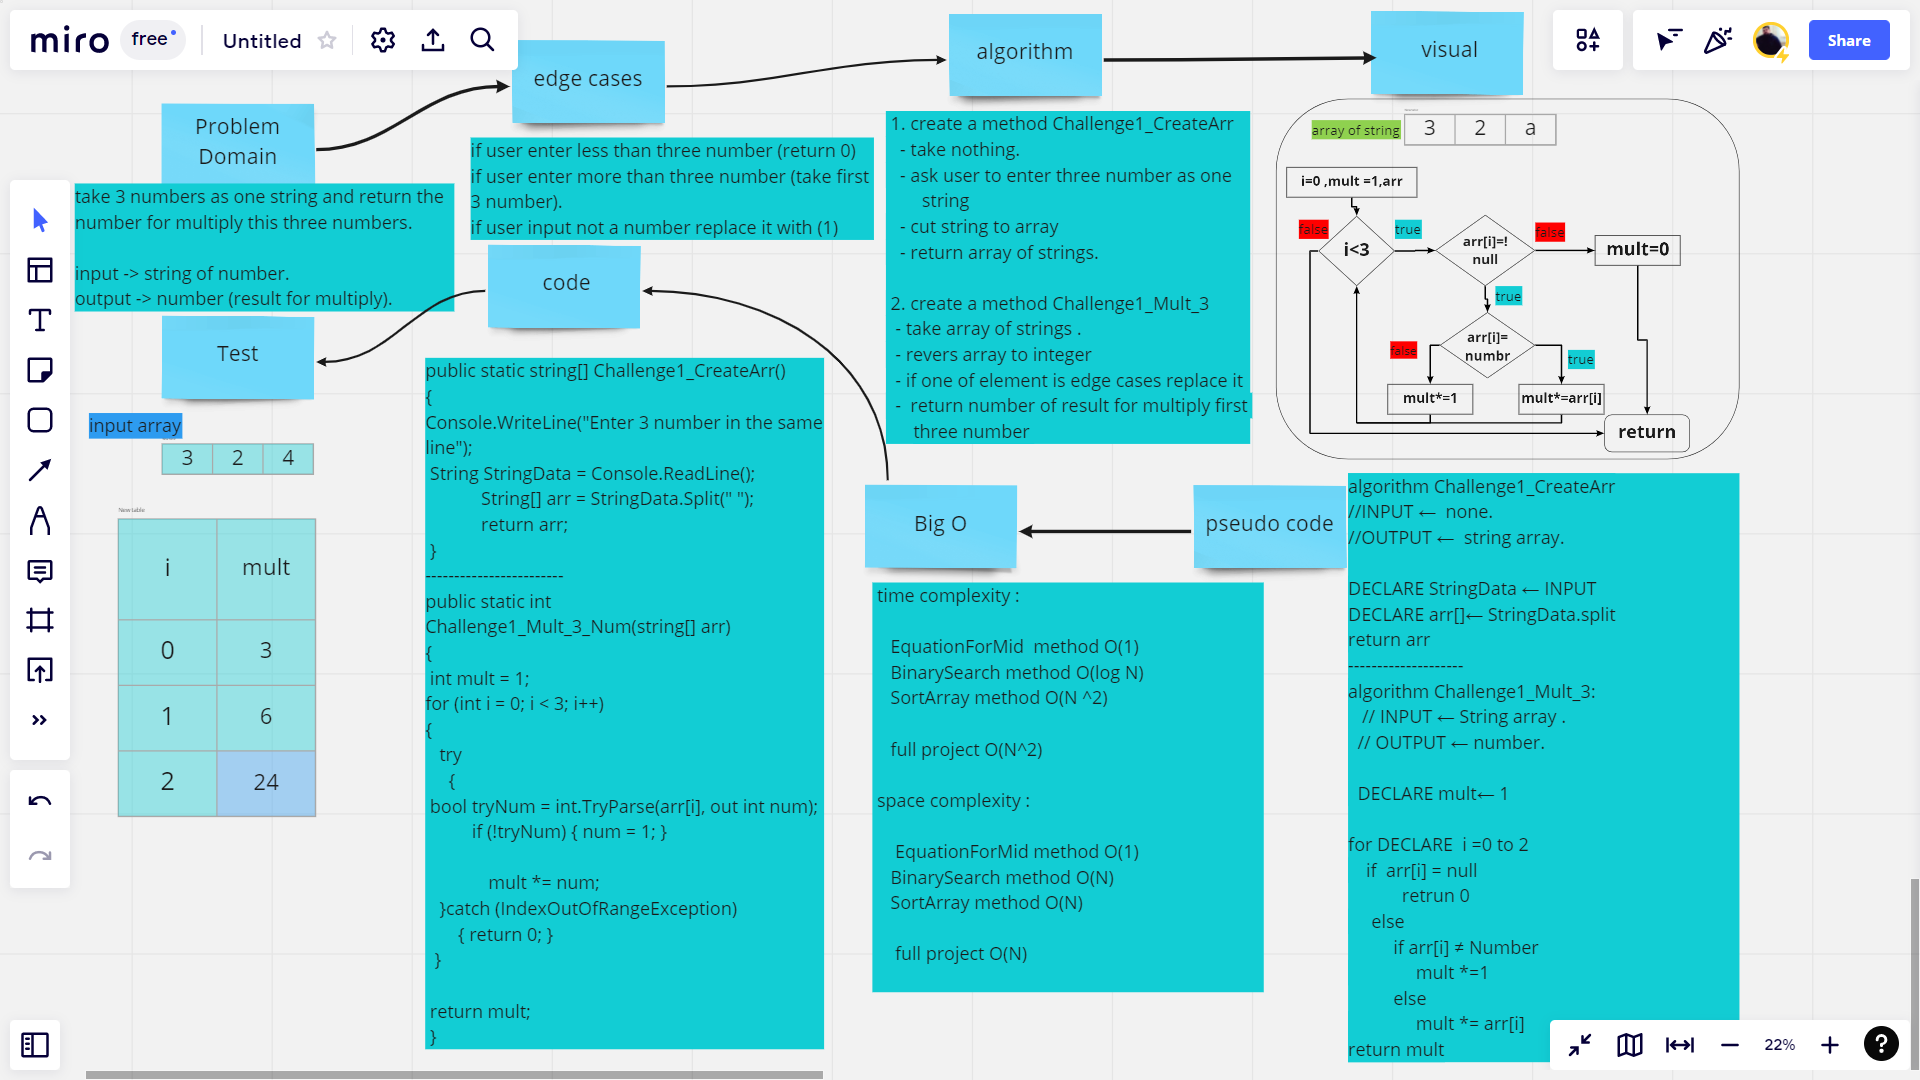 miro
free
Untitled
Share
Problem
Domain
take 3 numbers as one string and return the
number for multiply this three numbers.
input -> string of number.
output -> number (result for multiply).
edge cases
if user enter less than three number (return 0)
if user enter more than three number (take first
3 number).
if user input not a number replace it with (1)
algorithm
1. create a method Challenge1_CreateArr
- take nothing.
- ask user to enter three number as one
string
- cut string to array
- return array of strings.
2. create a method Challenge1_Mult_3
- take array of strings .
- revers array to integer
- if one of element is edge cases replace it
- return number of result for multiply first
three number
visual
array of string
3 2 a
i=0 ,mult =1,arr
false
i<3
true
arr[i]=!
null
false
mult=0
true
arr[i]=
numbr
false
true
mult*=1
mult*=arr[i]
return
pseudo code
algorithm Challenge1_CreateArr
//INPUT ← none.
//OUTPUT ← string array.
DECLARE StringData ← INPUT
DECLARE arr[]← StringData.split
return arr
--------------------
algorithm Challenge1_Mult_3:
// INPUT ← String array .
// OUTPUT ← number.
DECLARE mult← 1
for DECLARE i =0 to 2
if arr[i] = null
retrun 0
else
if arr[i] ≠ Number
mult *=1
else
mult *= arr[i]
return mult
Big O
time complexity :
EquationForMid method O(1)
BinarySearch method O(log N)
SortArray method O(N ^2)
full project O(N^2)
space complexity :
EquationForMid method O(1)
BinarySearch method O(N)
SortArray method O(N)
full project O(N)
code
public static string[] Challenge1_CreateArr()
{
Console.WriteLine("Enter 3 number in the same
line");
String StringData = Console.ReadLine();
String[] arr = StringData.Split(" ");
return arr;
}
------------------------
public static int
Challenge1_Mult_3_Num(string[] arr)
{
int mult = 1;
for (int i = 0; i < 3; i++)
{
try
{
bool tryNum = int.TryParse(arr[i], out int num);
if (!tryNum) { num = 1; }
mult *= num;
}catch (IndexOutOfRangeException)
{ return 0; }
}
return mult;
}
Test
input array
3 2 4
New table
i mult
0 3
1 6
2 24
22%
?